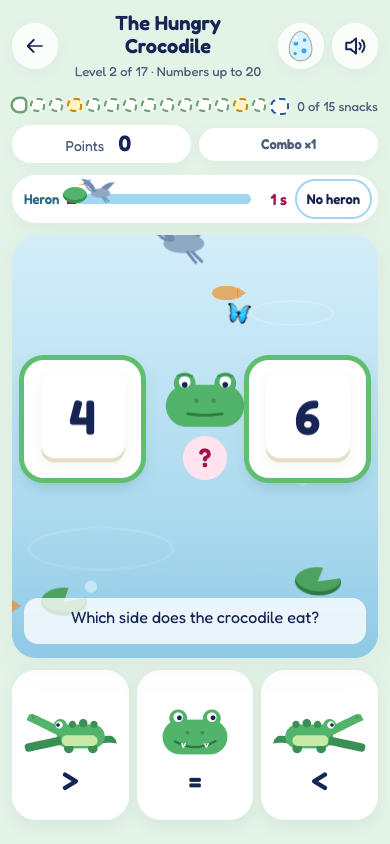 The Hungry
Crocodile
Level 2 of 17 · Numbers up to 20
0 of 15 snacks
Points 0
Combo ×1
Heron
1 s
No heron
4
6
?
Which side does the crocodile eat?
>
=
<